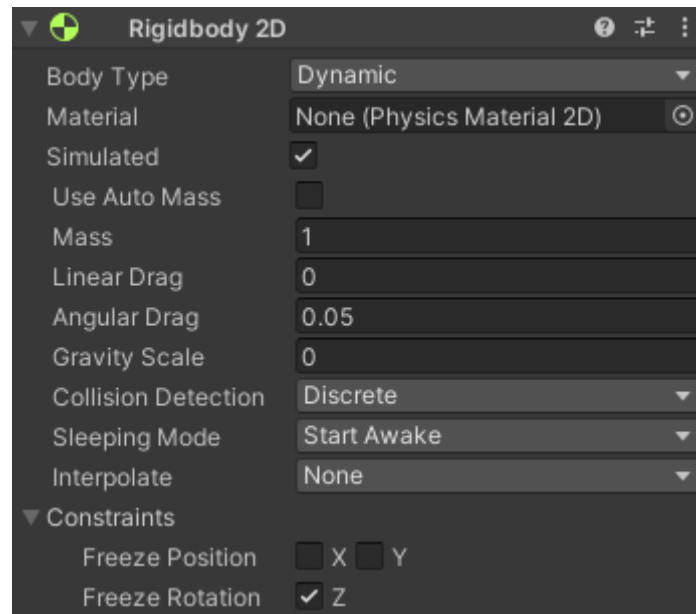 Rigidbody 2D
Body Type Dynamic
Material None (Physics Material 2D)
Simulated
Use Auto Mass
Mass 1
Linear Drag 0
Angular Drag 0.05
Gravity Scale 0
Collision Detection Discrete
Sleeping Mode Start Awake
Interpolate None
Constraints
Freeze Position X Y
Freeze Rotation Z